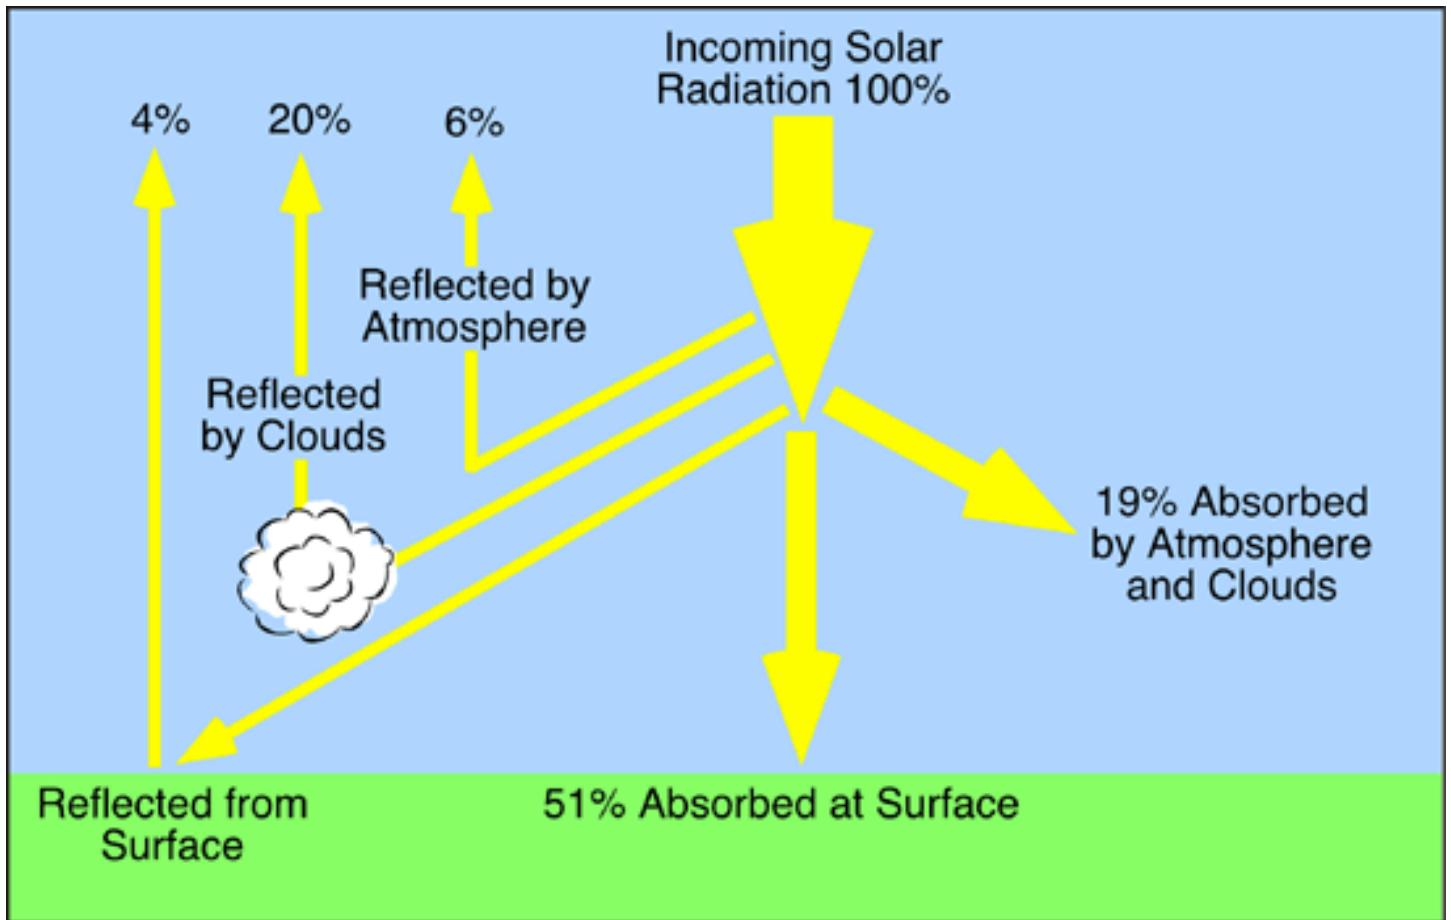 Incoming Solar
Radiation 100%
4%
20%
6%
Reflected by
Atmosphere
Reflected
by Clouds
19% Absorbed
by Atmosphere
and Clouds
Reflected from
Surface
51% Absorbed at Surface